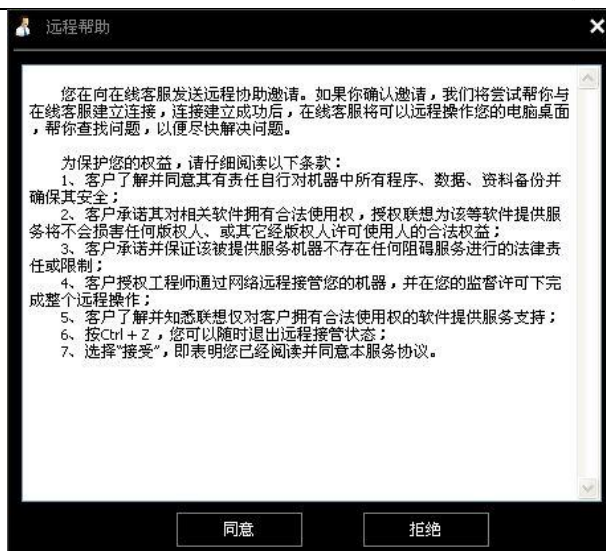 远程帮助
您在向在线客服发送远程协助邀请。如果你确认邀请，我们将尝试帮你与
在线客服建立连接，连接建立成功后，在线客服将可以远程操作您的电脑桌面
，帮你查找问题，以便尽快解决问题。
为保护您的权益，请仔细阅读以下条款：
1、客户了解并同意其有责任自行对机器中所有程序、数据、资料备份并
确保其安全；
2、客户承诺其对相关软件拥有合法使用权，授权联想为该等软件提供服
务将不会损害任何版权人、或其它经版权人许可使用人的合法权益；
3、客户承诺并保证该被提供服务机器不存在任何阻碍服务进行的法律责
任或限制；
4、客户授权工程师通过网络远程接管您的机器，并在您的监督许可下完
成整个远程操作；
5、客户了解并知悉联想仅对客户拥有合法使用权的软件提供服务支持；
6、按Ctrl + Z ，您可以随时退出远程接管状态；
7、选择“接受”，即表明您已经阅读并同意本服务协议。
同意
拒绝